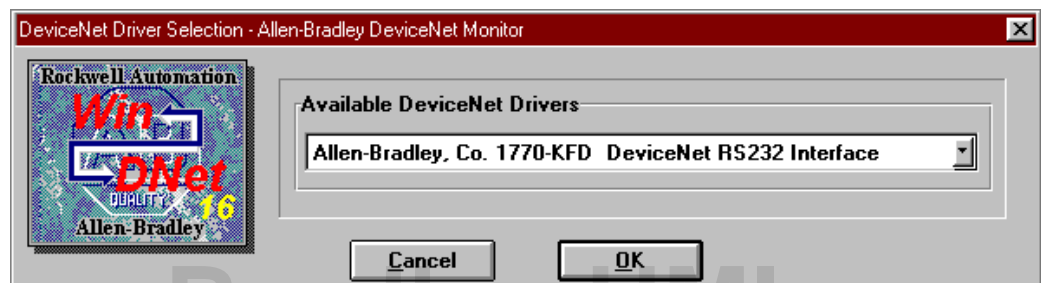 DeviceNet Driver Selection - Allen-Bradley DeviceNet Monitor
Rockwell Automation
Win
DNet
QUALITY
16
Allen-Bradley
Available DeviceNet Drivers
Allen-Bradley, Co. 1770-KFD DeviceNet RS232 Interface
Cancel
OK